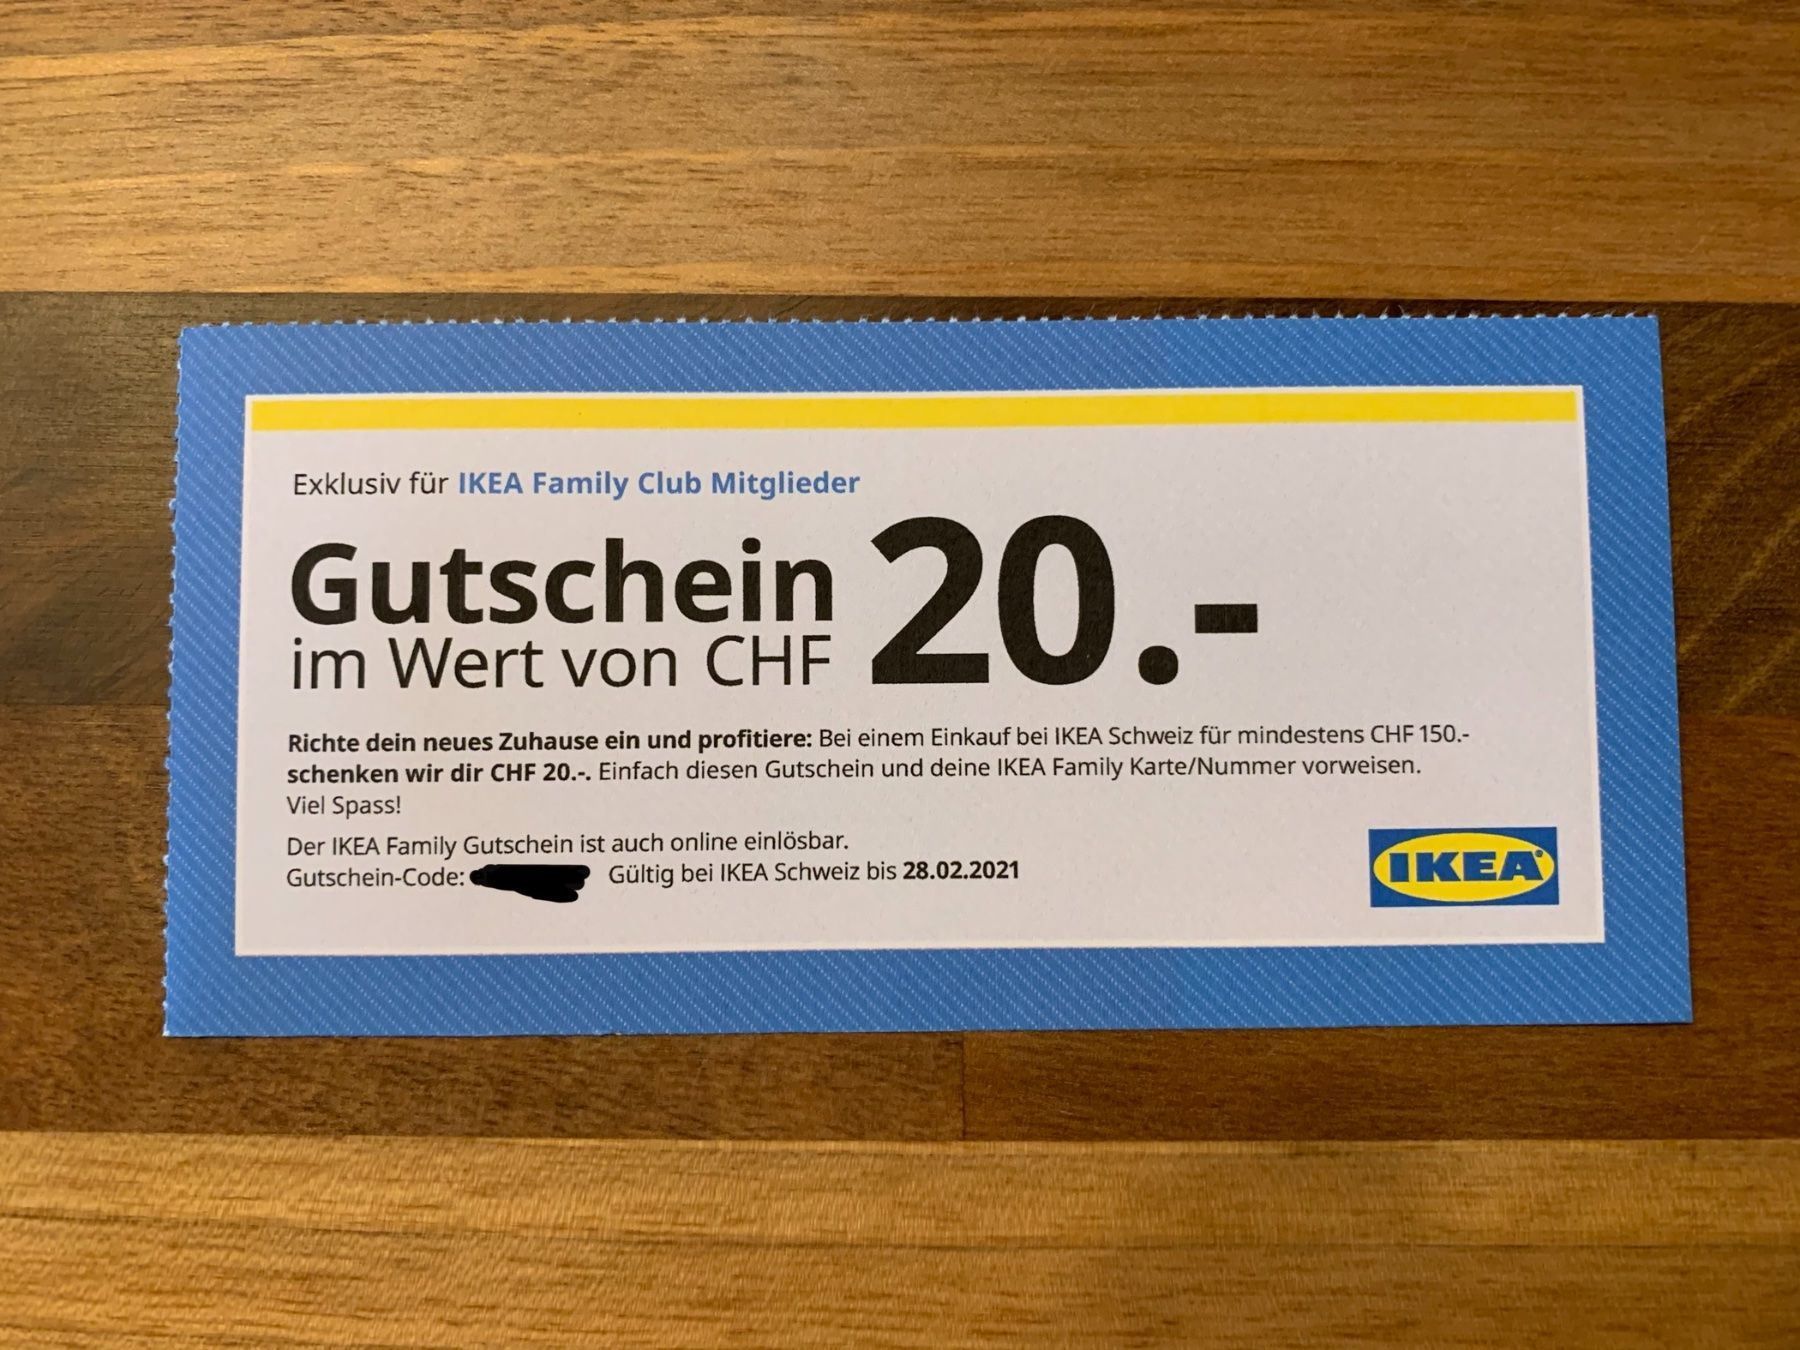 Exklusiv für IKEA Family Club Mitglieder
Gutschein 20.-
im Wert von CHF
Richte dein neues Zuhause ein und profitiere: Bei einem Einkauf bei IKEA Schweiz für mindestens CHF 150.-
schenken wir dir CHF 20.-. Einfach diesen Gutschein und deine IKEA Family Karte/Nummer vorweisen.
Viel Spass!
Der IKEA Family Gutschein ist auch online einlösbar.
Gutschein-Code: Gültig bei IKEA Schweiz bis 28.02.2021
IKEA®